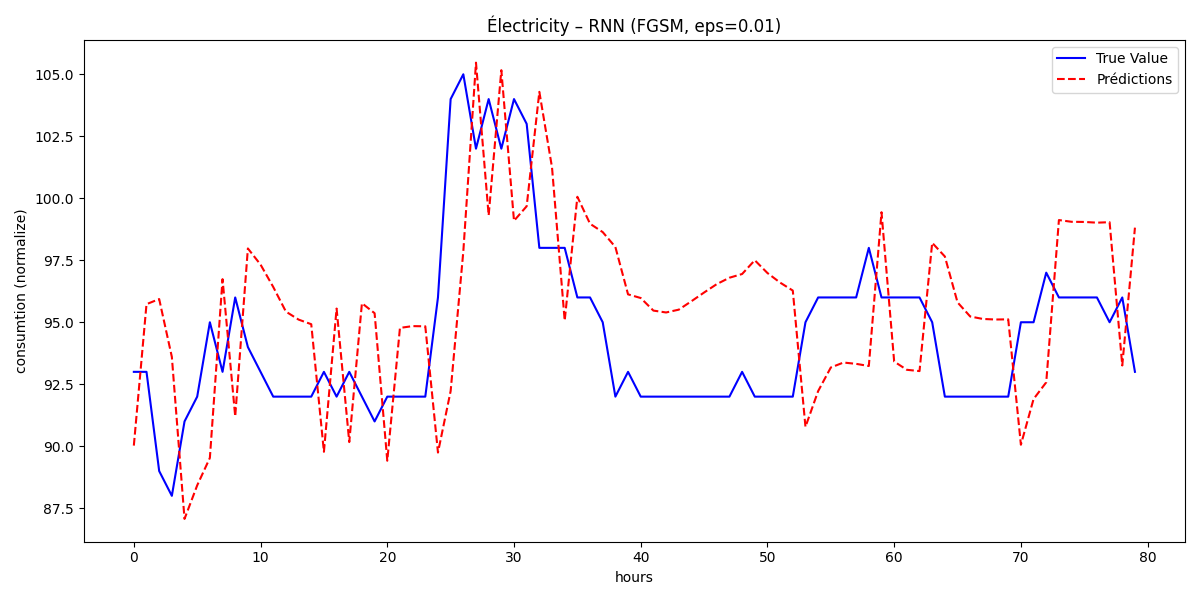 Électricity – RNN (FGSM, eps=0.01)
True Value
Prédictions
consumtion (normalize)
105.0
102.5
100.0
97.5
95.0
92.5
90.0
87.5
0 10 20 30 40 50 60 70 80
hours